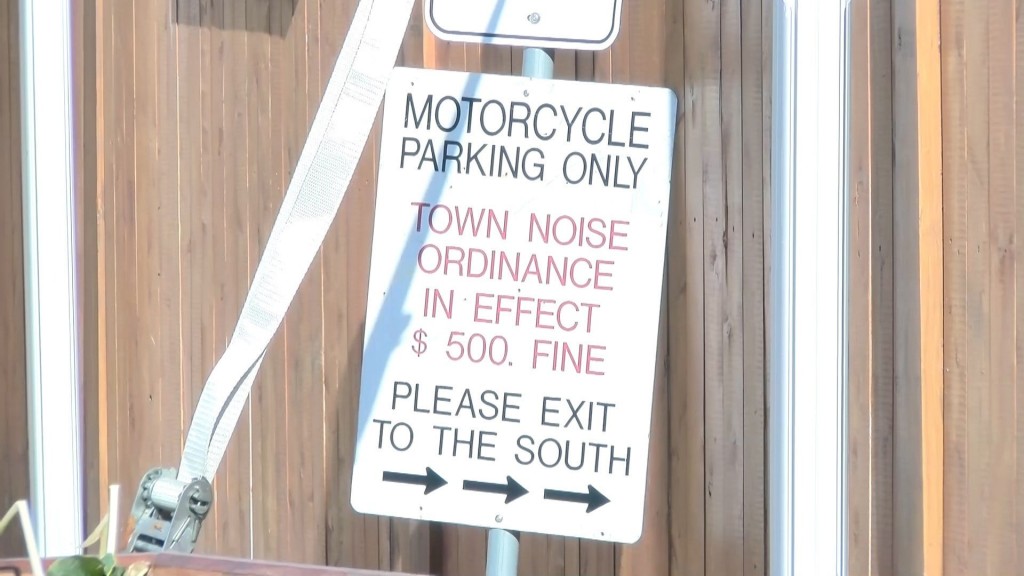 MOTORCYCLE
PARKING ONLY
TOWN NOISE
ORDINANCE
IN EFFECT
$ 500. FINE
PLEASE EXIT
TO THE SOUTH